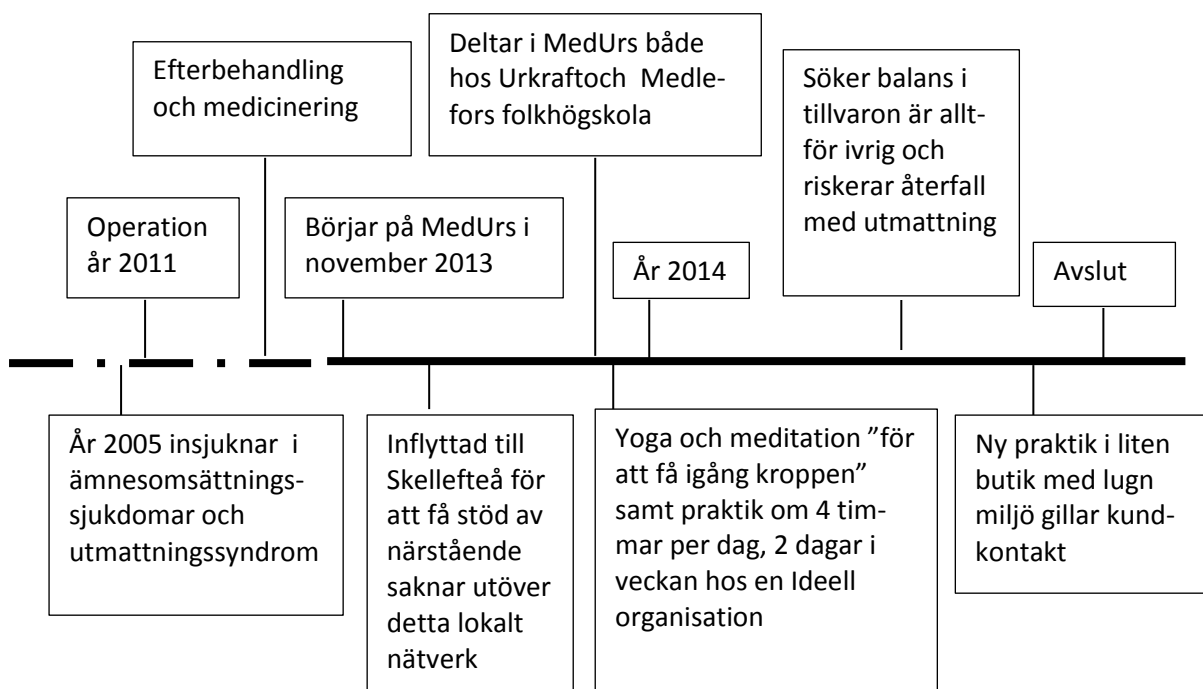 Efterbehandling
och medicinering
Deltar i MedUrs både
hos Urkraftoch Medle-
fors folkhögskola
Söker balans i
tillvaron är allt-
för ivrig och
riskerar återfall
med utmattning
Operation
år 2011
Börjar på MedUrs i
november 2013
År 2014
Avslut
År 2005 insjuknar i
ämnesomsättnings-
sjukdomar och
utmattningssyndrom
Inflyttad till
Skellefteå för
att få stöd av
närstående
saknar utöver
detta lokalt
nätverk
Yoga och meditation ”för
att få igång kroppen”
samt praktik om 4 tim-
mar per dag, 2 dagar i
veckan hos en Ideell
organisation
Ny praktik i liten
butik med lugn
miljö gillar kund-
kontakt